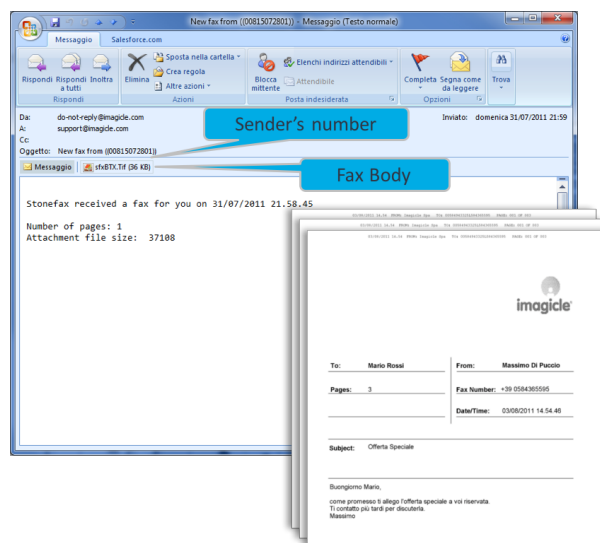 New fax from ((00815072801)) - Messaggio (Testo normale)
Messaggio Salesforce.com
Rispondi Rispondi a tutti Inoltra
Rispondi
Elimina
Sposta nella cartella
Crea regola
Altre azioni
Azioni
Blocca mittente
Elenchi indirizzi attendibili
Attendibile
Posta indesiderata
Completa Segna come da leggere
Opzioni
Trova
Da: do-not-reply@imagicle.com
Inviato: domenica 31/07/2011 21:59
A: support@imagicle.com
Cc:
Oggetto: New fax from ((00815072801))
Messaggio sfxBTX.Tif (36 KB)
Sender's number
Fax Body
Stonefax received a fax for you on 31/07/2011 21.58.45
Number of pages: 1
Attachment file size: 37108
imagicle
To: Mario Rossi From: Massimo Di Puccio
Pages: 3 Fax Number: +39 0584365595
Date/Time: 03/08/2011 14.54.46
Subject: Offerta Speciale
Buongiorno Mario,
come promesso ti allego l'offerta speciale a voi riservata.
Ti contatto più tardi per discuterla.
Massimo